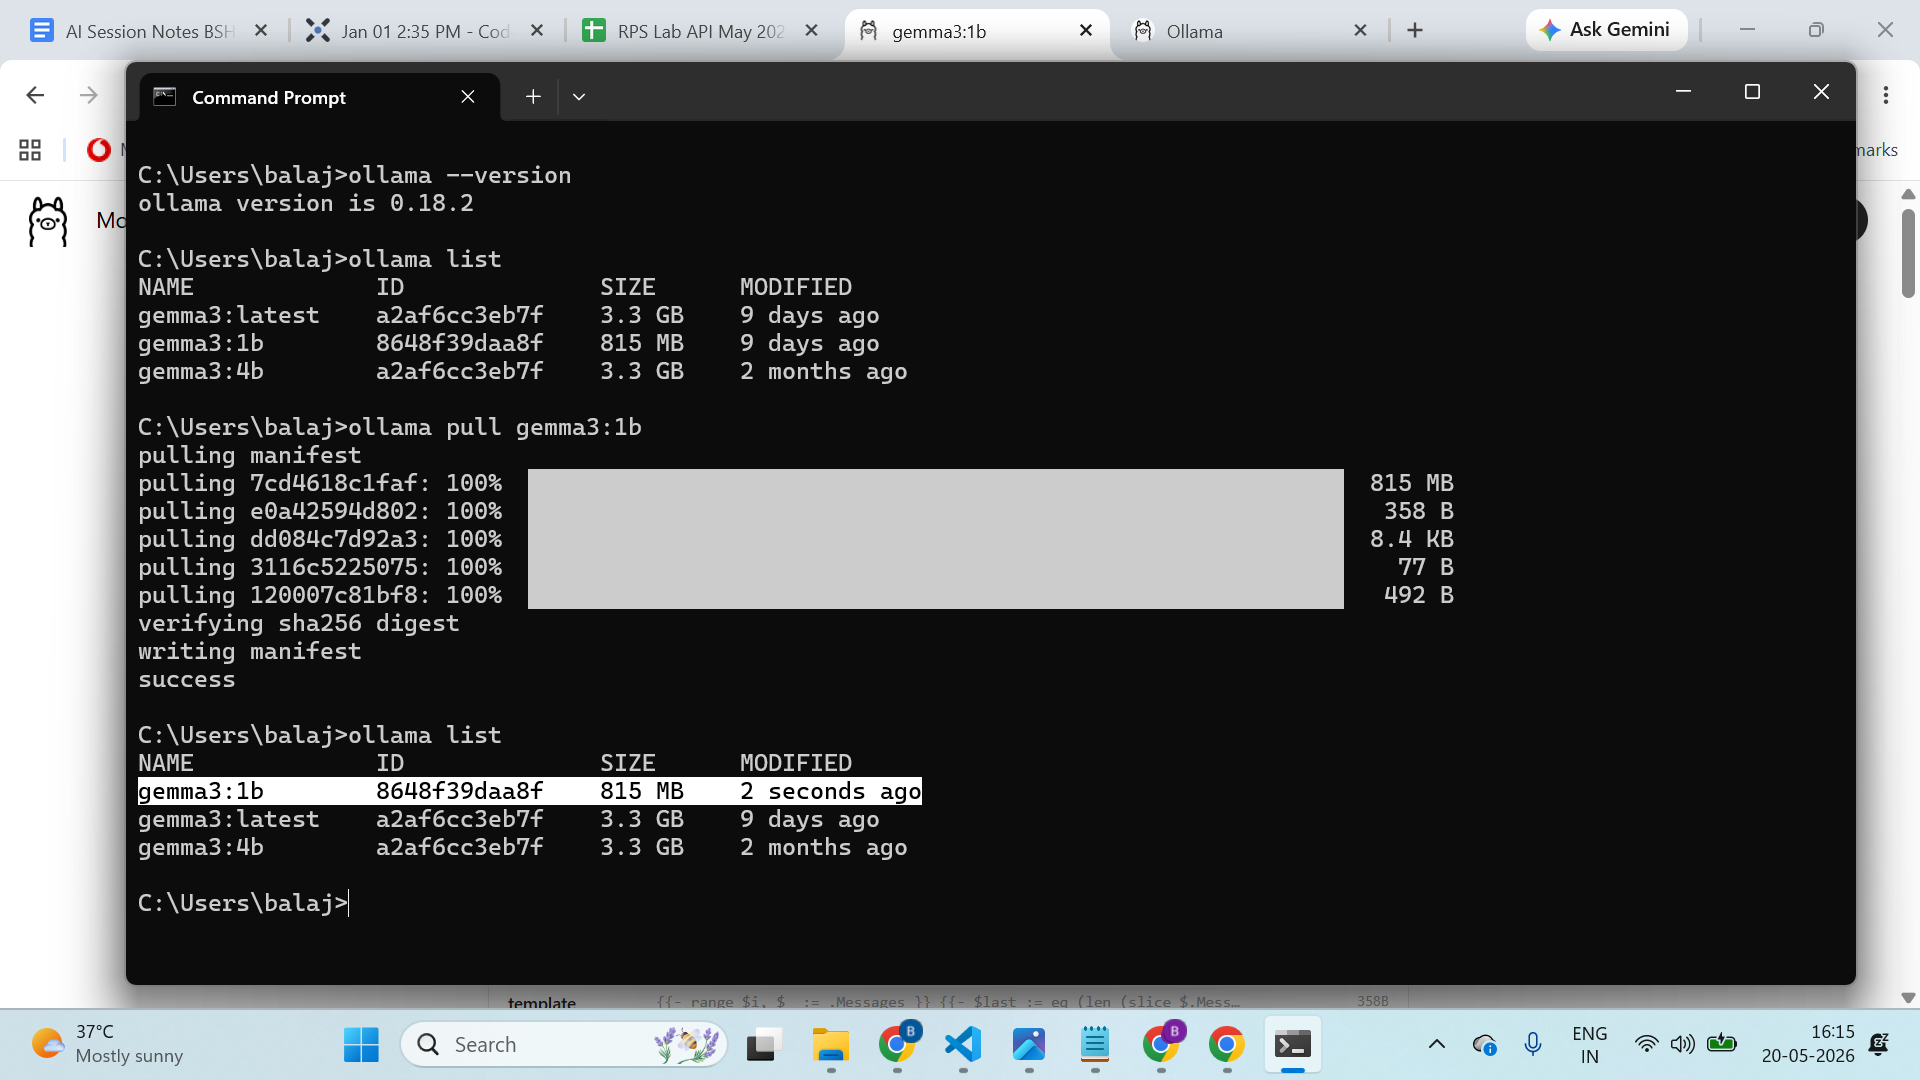 AI Session Notes BSH
Jan 01 2:35 PM - Cod
RPS Lab API May 202
gemma3:1b
Ollama
Ask Gemini
Command Prompt
marks
C:\Users\balaj>ollama --version
ollama version is 0.18.2
C:\Users\balaj>ollama list
NAME ID SIZE MODIFIED
gemma3:latest a2af6cc3eb7f 3.3 GB 9 days ago
gemma3:1b 8648f39daa8f 815 MB 9 days ago
gemma3:4b a2af6cc3eb7f 3.3 GB 2 months ago
C:\Users\balaj>ollama pull gemma3:1b
pulling manifest
pulling 7cd4618c1faf: 100% 815 MB
pulling e0a42594d802: 100% 358 B
pulling dd084c7d92a3: 100% 8.4 KB
pulling 3116c5225075: 100% 77 B
pulling 120007c81bf8: 100% 492 B
verifying sha256 digest
writing manifest
success
C:\Users\balaj>ollama list
NAME ID SIZE MODIFIED
gemma3:1b 8648f39daa8f 815 MB 2 seconds ago
gemma3:latest a2af6cc3eb7f 3.3 GB 9 days ago
gemma3:4b a2af6cc3eb7f 3.3 GB 2 months ago
C:\Users\balaj>
template {{- range $i, $_ := .Messages }} {{- $last := eq (len (slice $.Mess… 358B
37°C
Mostly sunny
Search
B
B
ENG
IN
16:15
20-05-2026